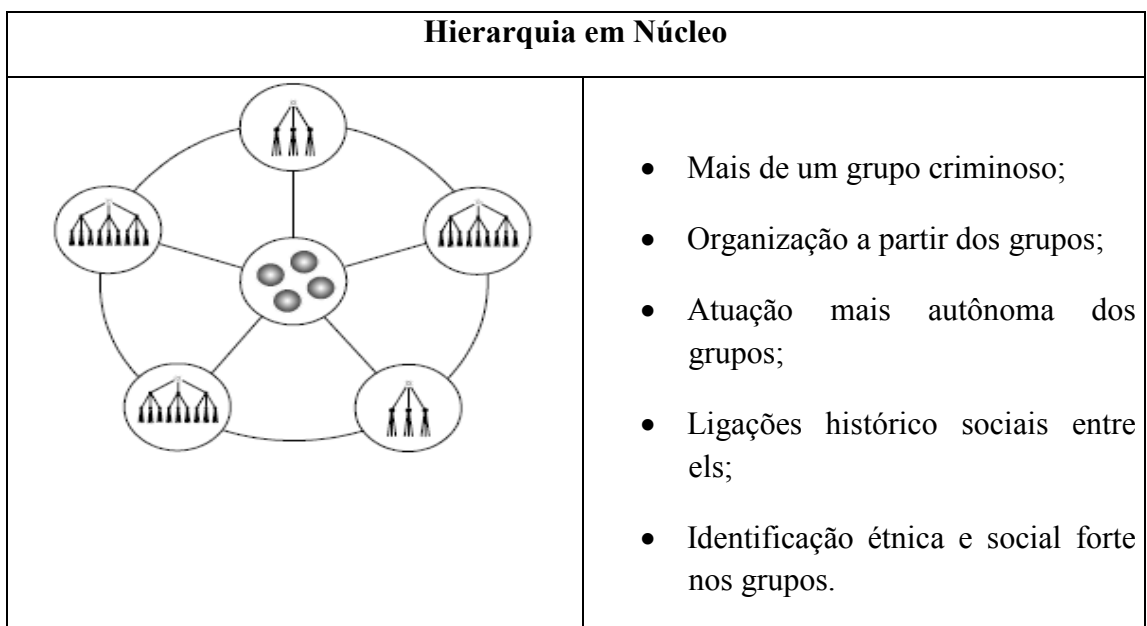 Hierarquia em Núcleo
• Mais de um grupo criminoso;
• Organização a partir dos grupos;
• Atuação mais autônoma dos
grupos;
• Ligações histórico sociais entre
els;
• Identificação étnica e social forte
nos grupos.